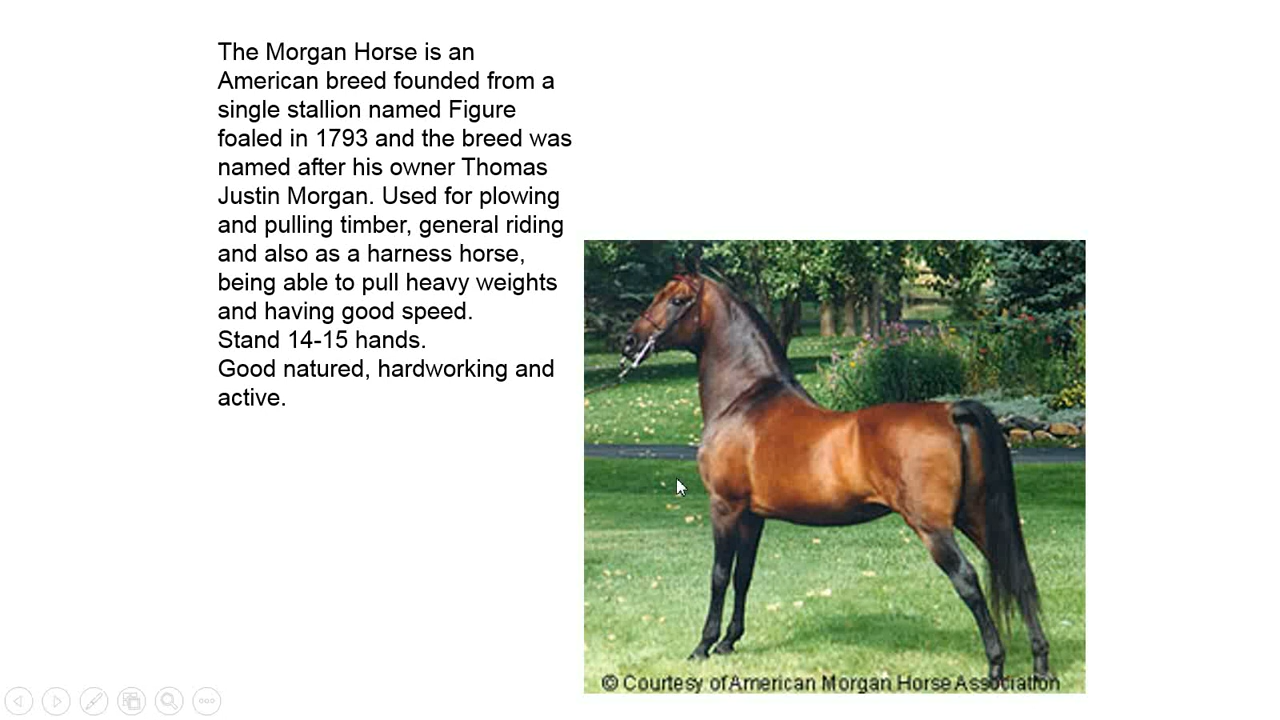 The Morgan Horse is an
American breed founded from a
single stallion named Figure
foaled in 1793 and the breed was
named after his owner Thomas
Justin Morgan. Used for plowing
and pulling timber, general riding
and also as a harness horse,
being able to pull heavy weights
and having good speed.
Stand 14-15 hands.
Good natured, hardworking and
active.
© Courtesy of American Morgan Horse Association